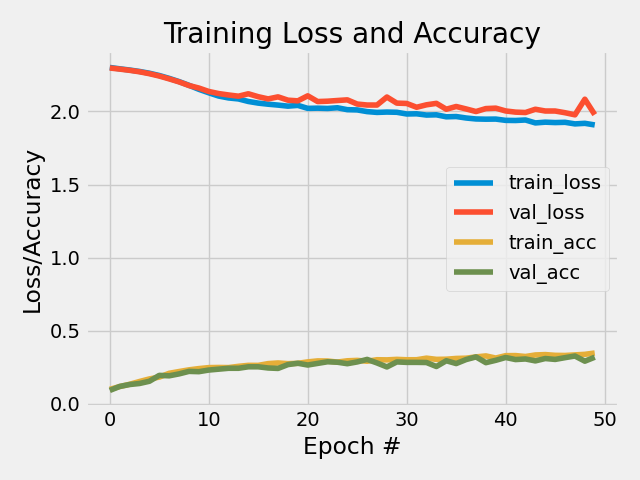 Training Loss and Accuracy
Loss/Accuracy
2.0
1.5
1.0
0.5
0.0
train_loss
val_loss
train_acc
val_acc
0 10 20 30 40 50
Epoch #